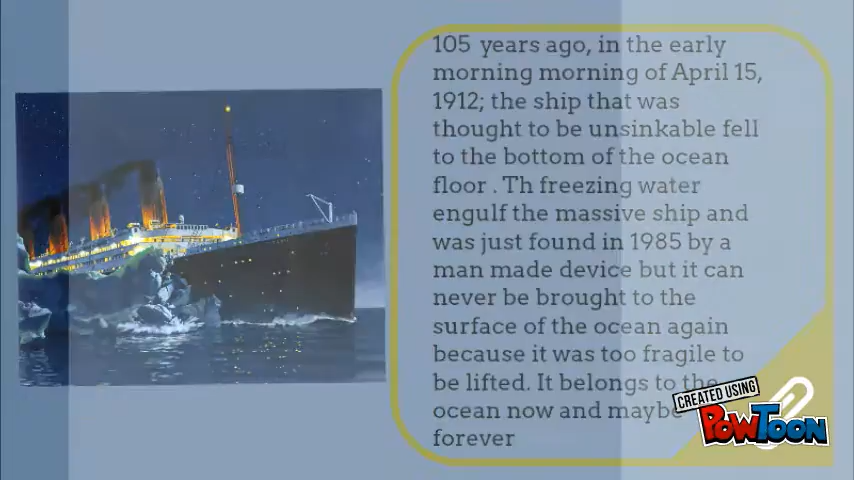 105 years ago, in the early
morning morning of April 15,
1912; the ship that was
thought to be unsinkable fell
to the bottom of the ocean
floor . Th freezing water
engulf the massive ship and
was just found in 1985 by a
man made device but it can
never be brought to the
surface of the ocean again
because it was too fragile to
be lifted. It belongs to the
ocean now and maybe
forever
CREATED USING
POWTOON